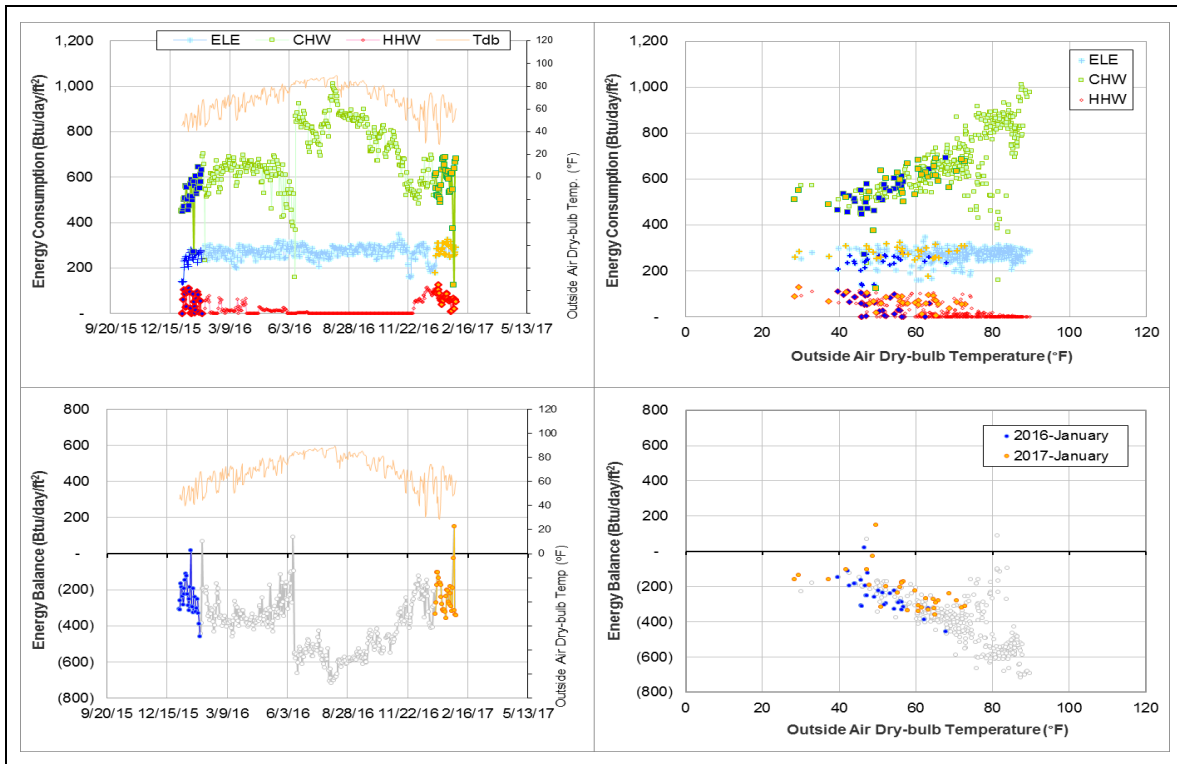 ELE CHW HHW Tdb
1,200
1,000
800
600
400
200
-
120
100
80
60
40
20
0
Energy Consumption (Btu/day/ft²)
Outside Air Dry-bulb Temp. (°F)
9/20/15 12/15/15 3/9/16 6/3/16 8/28/16 11/22/16 2/16/17 5/13/17
1,200
1,000
800
600
400
200
-
Energy Consumption (Btu/day/ft²)
ELE
CHW
HHW
0 20 40 60 80 100 120
Outside Air Dry-bulb Temperature (°F)
800
600
400
200
-
(200)
(400)
(600)
(800)
120
100
80
60
40
20
0
Energy Balance (Btu/day/ft²)
Outside Air Dry-bulb Temp (°F)
9/20/15 12/15/15 3/9/16 6/3/16 8/28/16 11/22/16 2/16/17 5/13/17
800
600
400
200
-
(200)
(400)
(600)
(800)
Energy Balance (Btu/day/ft²)
2016-January
2017-January
0 20 40 60 80 100 120
Outside Air Dry-bulb Temperature (°F)